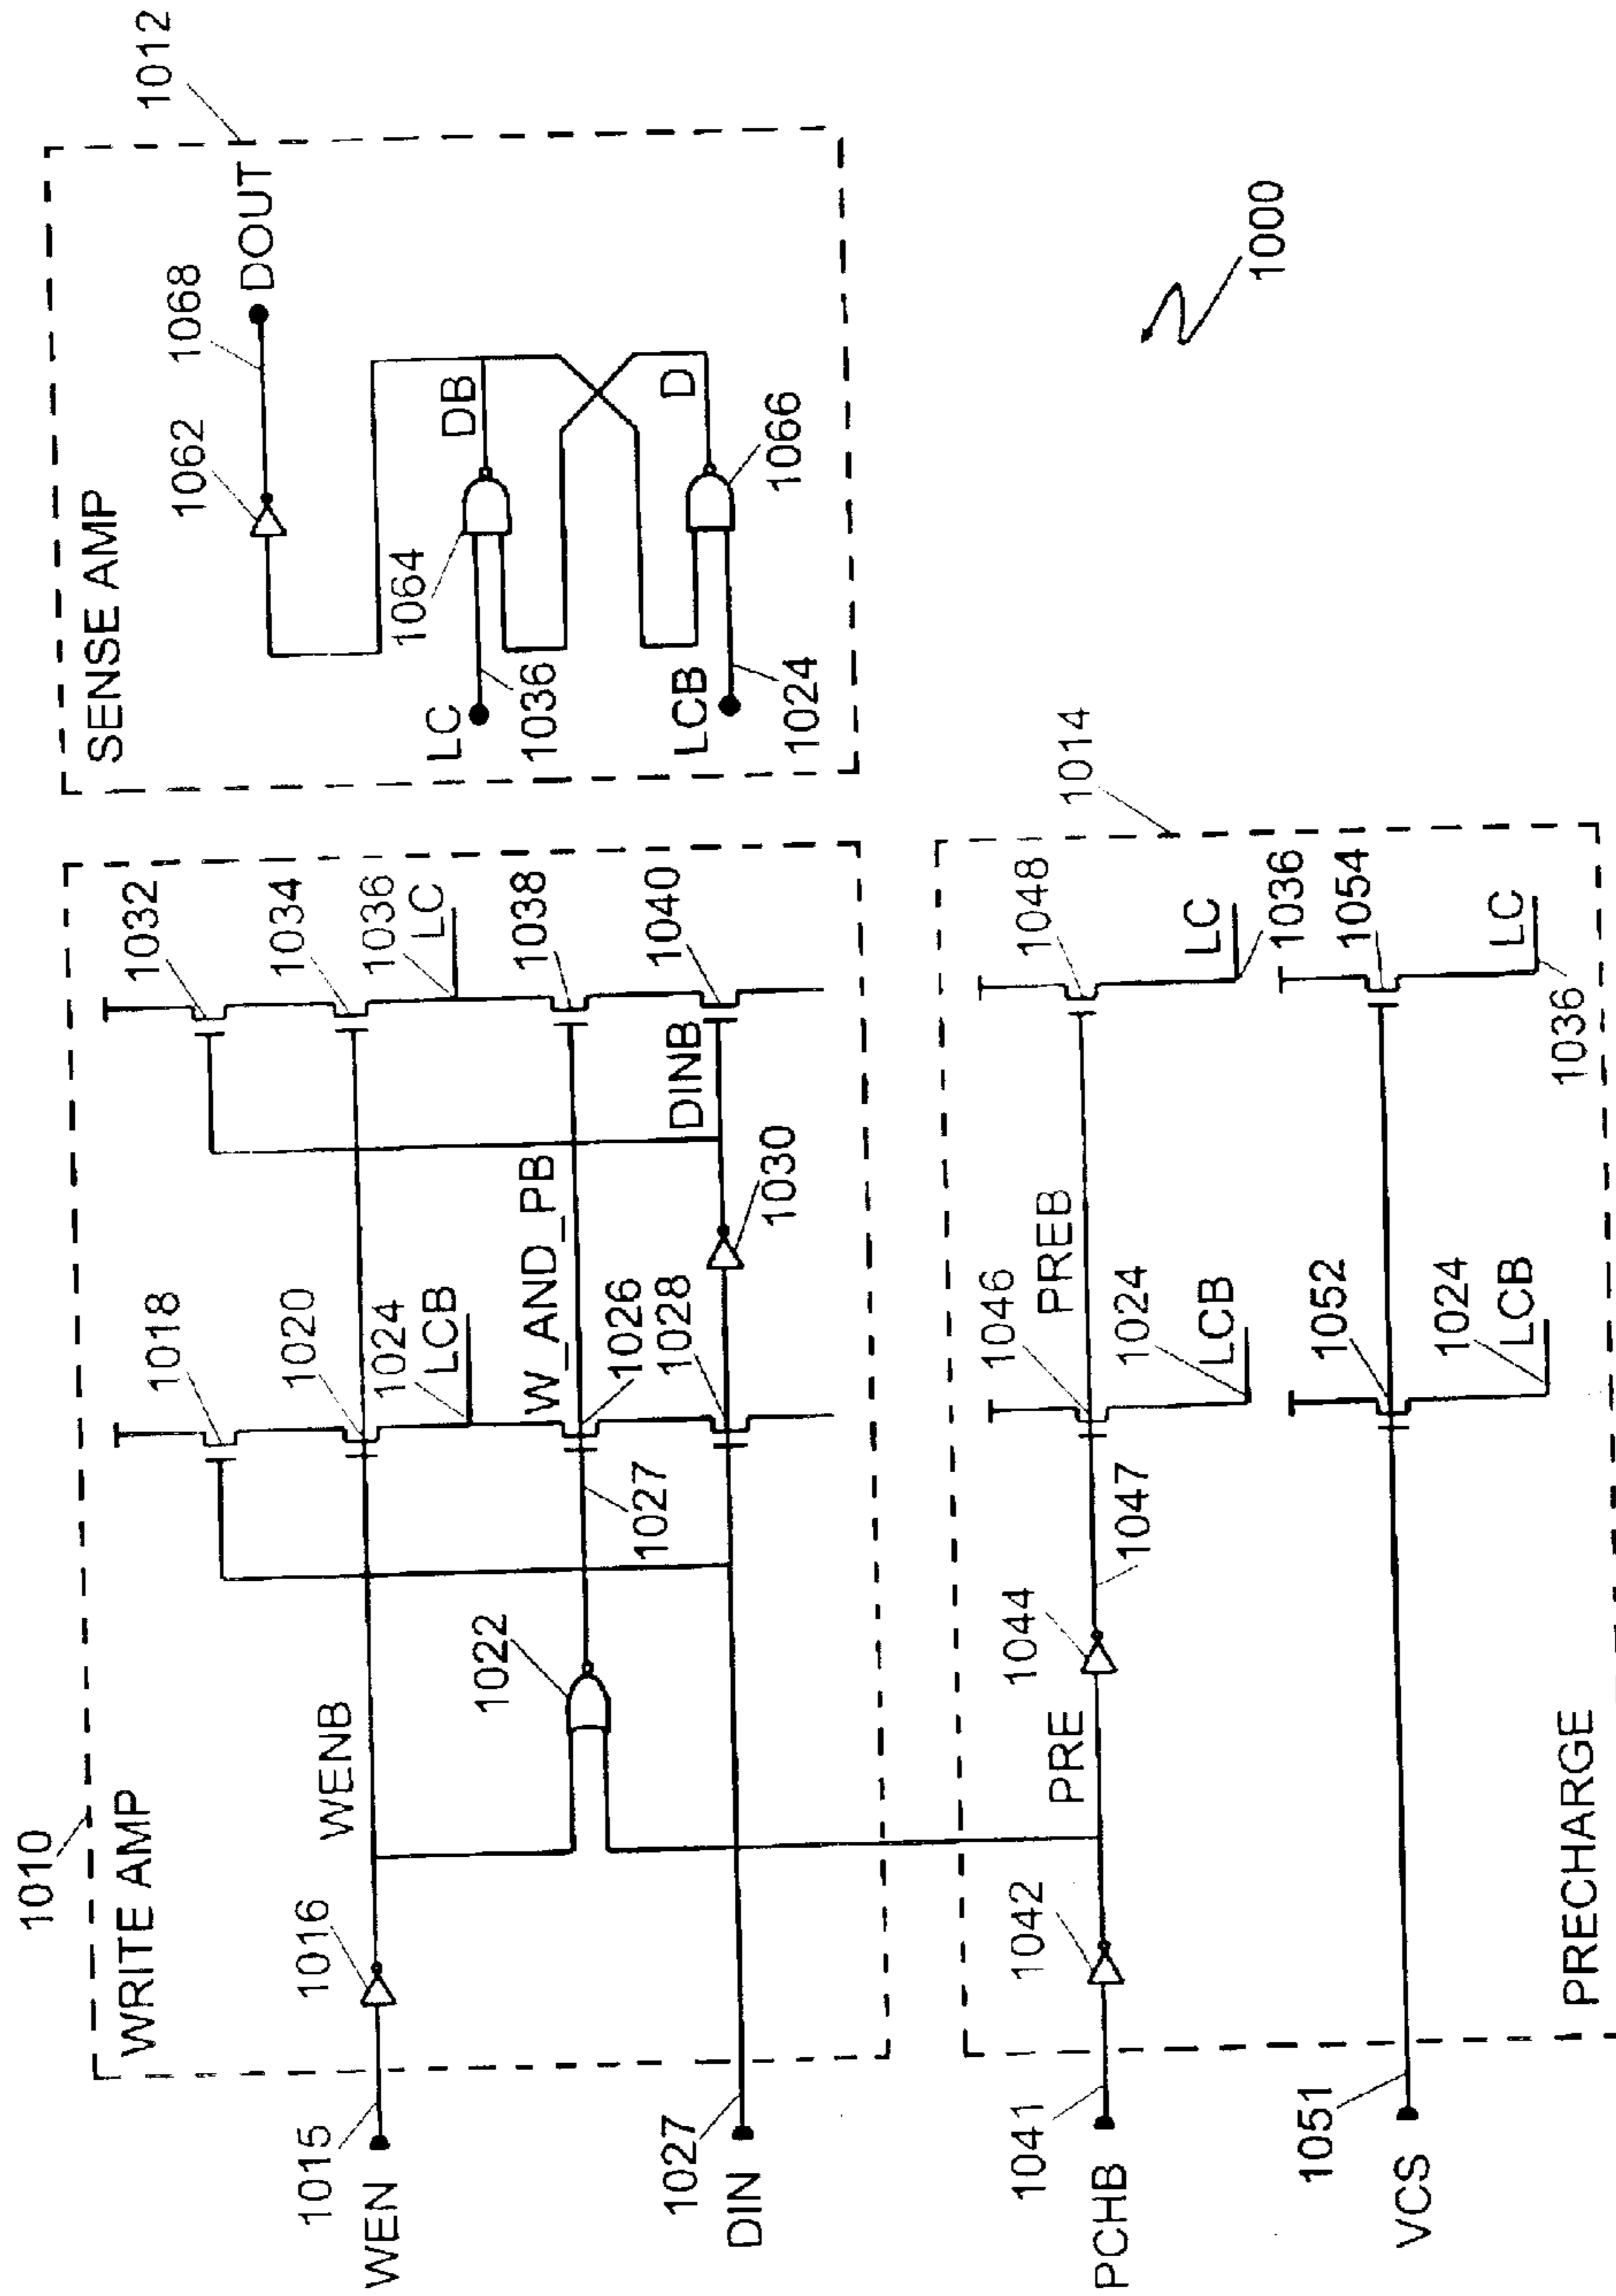 1010
WRITE AMP
WEN
1015
1016
WENB
1018
1020
1024
LCB
1032
1034
1036
LC
1022
1027
W_AND_PB
1026
1028
1038
1040
DINB
1030
1027
DIN
SENSE AMP
1012
1062
1068
DOUT
LC
1036
1064
DB
LCB
1024
D
1066
1000
1014
PCHB
1041
1042
PRE
1044
1047
1046
PREB
1024
LCB
1048
LC
1036
VCS
1051
1052
1024
LCB
1054
LC
1036
PRECHARGE